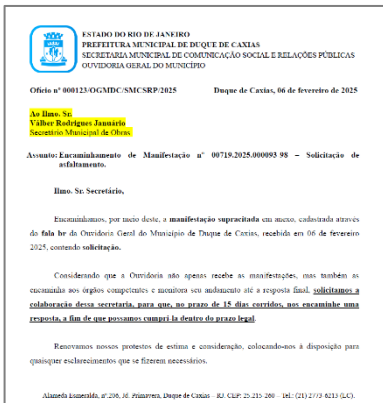 ESTADO DO RIO DE JANEIRO
PREFEITURA MUNICIPAL DE DUQUE DE CAXIAS
SECRETARIA MUNICIPAL DE COMUNICAÇÃO SOCIAL E RELAÇÕES PÚBLICAS
OUVIDORIA GERAL DO MUNICÍPIO
Ofício nº 000123/OGMDC/SMCSRP/2025 Duque de Caxias, 06 de fevereiro de 2025
Ao Ilmo. Sr.
Válber Rodrigues Januário
Secretário Municipal de Obras
Assunto: Encaminhamento de Manifestação nº 00719.2025.000093-98 – Solicitação de
asfaltamento.
Ilmo. Sr. Secretário,
Encaminhamos, por meio deste, a manifestação supracitada em anexo, cadastrada através
do fala br da Ouvidoria Geral do Município de Duque de Caxias, recebida em 06 de fevereiro
2025, contendo solicitação.
Considerando que a Ouvidoria não apenas recebe as manifestações, mas também as
encaminha aos órgãos competentes e monitora seu andamento até a resposta final, solicitamos a
colaboração dessa secretaria, para que, no prazo de 15 dias corridos, nos encaminhe uma
resposta, a fim de que possamos cumpri-la dentro do prazo legal.
Renovamos nossos protestos de estima e consideração, colocando-nos à disposição para
quaisquer esclarecimentos que se fizerem necessários.
Alameda Esmeralda, nº.206, Jd. Primavera, Duque de Caxias – RJ. CEP: 25.215-260 – Tel.: (21) 2773-6213 (LC).